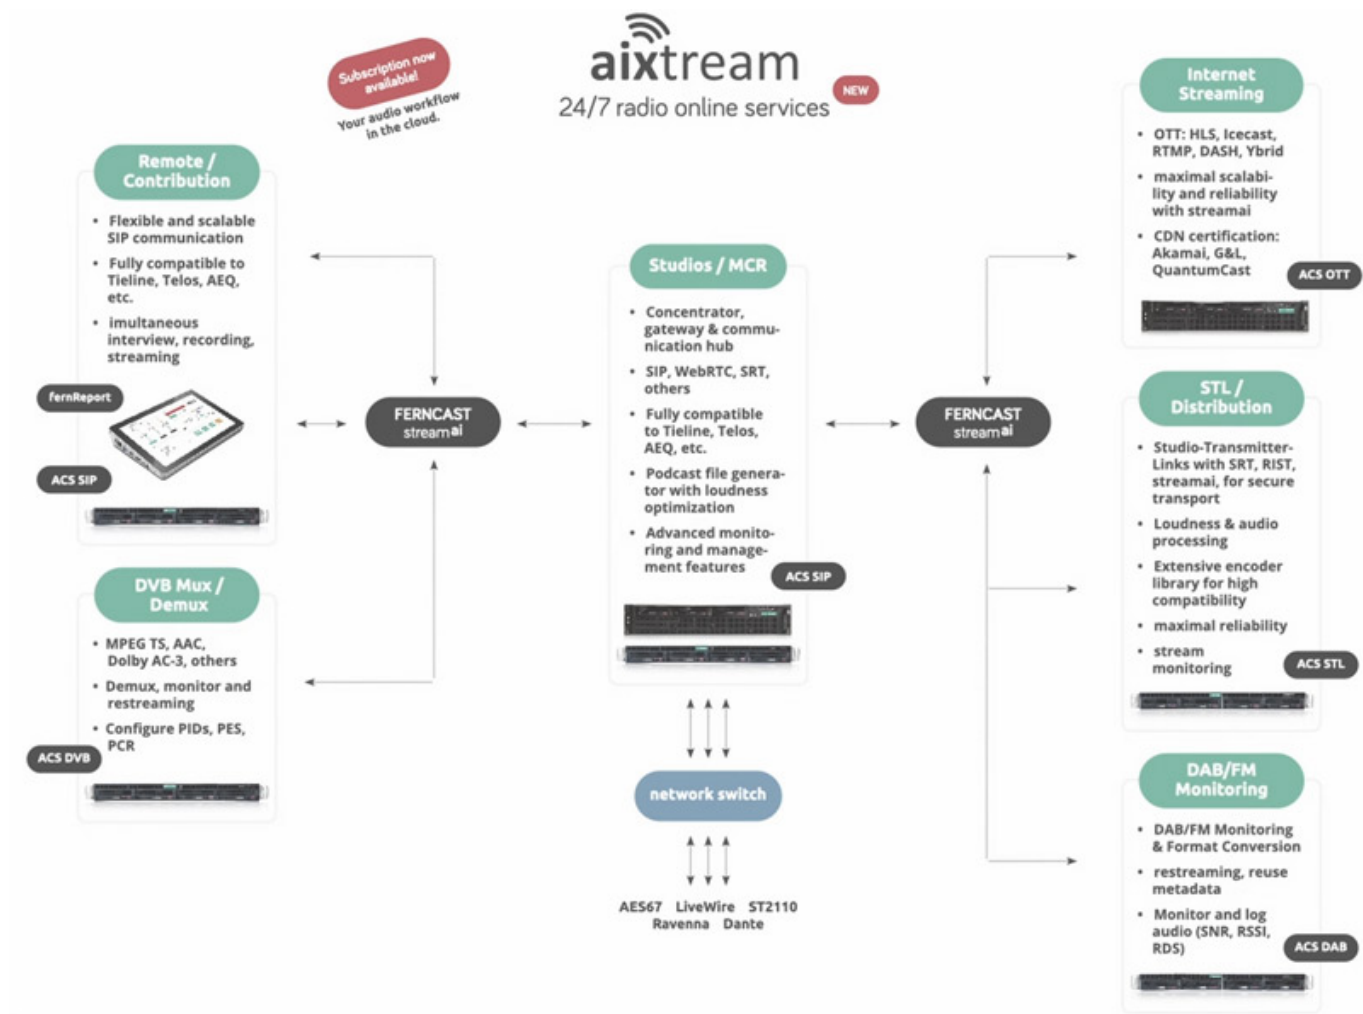 aixtream
24/7 radio online services
NEW
Subscription now
available!
Your audio workflow
in the cloud.
Remote /
Contribution
• Flexible and scalable
SIP communication
• Fully compatible to
Tieline, Telos, AEQ,
etc.
• imultaneous
interview, recording,
streaming
fernReport
ACS SIP
DVB Mux /
Demux
• MPEG TS, AAC,
Dolby AC-3, others
• Demux, monitor and
restreaming
• Configure PIDs, PES,
PCR
ACS DVB
FERNCAST
streamai
Studios / MCR
• Concentrator,
gateway & commu-
nication hub
• SIP, WebRTC, SRT,
others
• Fully compatible
to Tieline, Telos,
AEQ, etc.
• Podcast file genera-
tor with loudness
optimization
• Advanced monito-
ring and manage-
ment features
ACS SIP
network switch
AES67 LiveWire ST2110
Ravenna Dante
FERNCAST
streamai
Internet
Streaming
• OTT: HLS, Icecast,
RTMP, DASH, Ybrid
• maximal scalabi-
lity and reliability
with streamai
• CDN certification:
Akamai, G&L,
QuantumCast
ACS OTT
STL /
Distribution
• Studio-Transmitter-
Links with SRT, RIST,
streamai, for secure
transport
• Loudness & audio
processing
• Extensive encoder
library for high
compatibility
• maximal reliability
• stream
monitoring
ACS STL
DAB/FM
Monitoring
• DAB/FM Monitoring
& Format Conversion
• restreaming, reuse
metadata
• Monitor and log
audio (SNR, RSSI,
RDS)
ACS DAB